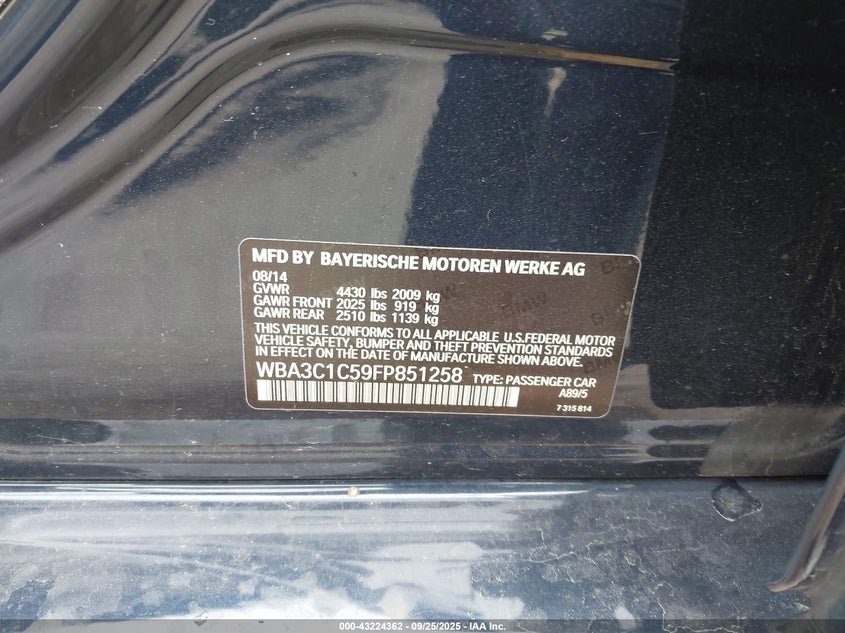 MFD BY BAYERISCHE MOTOREN WERKE AG
08/14
GVWR 4430 lbs 2009 kg
GAWR FRONT 2025 lbs 919 kg
GAWR REAR 2510 lbs 1139 kg
THIS VEHICLE CONFORMS TO ALL APPLICABLE U.S.FEDERAL MOTOR
VEHICLE SAFETY, BUMPER AND THEFT PREVENTION STANDARDS
IN EFFECT ON THE DATE OF MANUFACTURE SHOWN ABOVE.
WBA3C1C59FP851258 TYPE: PASSENGER CAR
A89/5
7 315 814
000-43224362 - 09/25/2025 - IAA Inc.